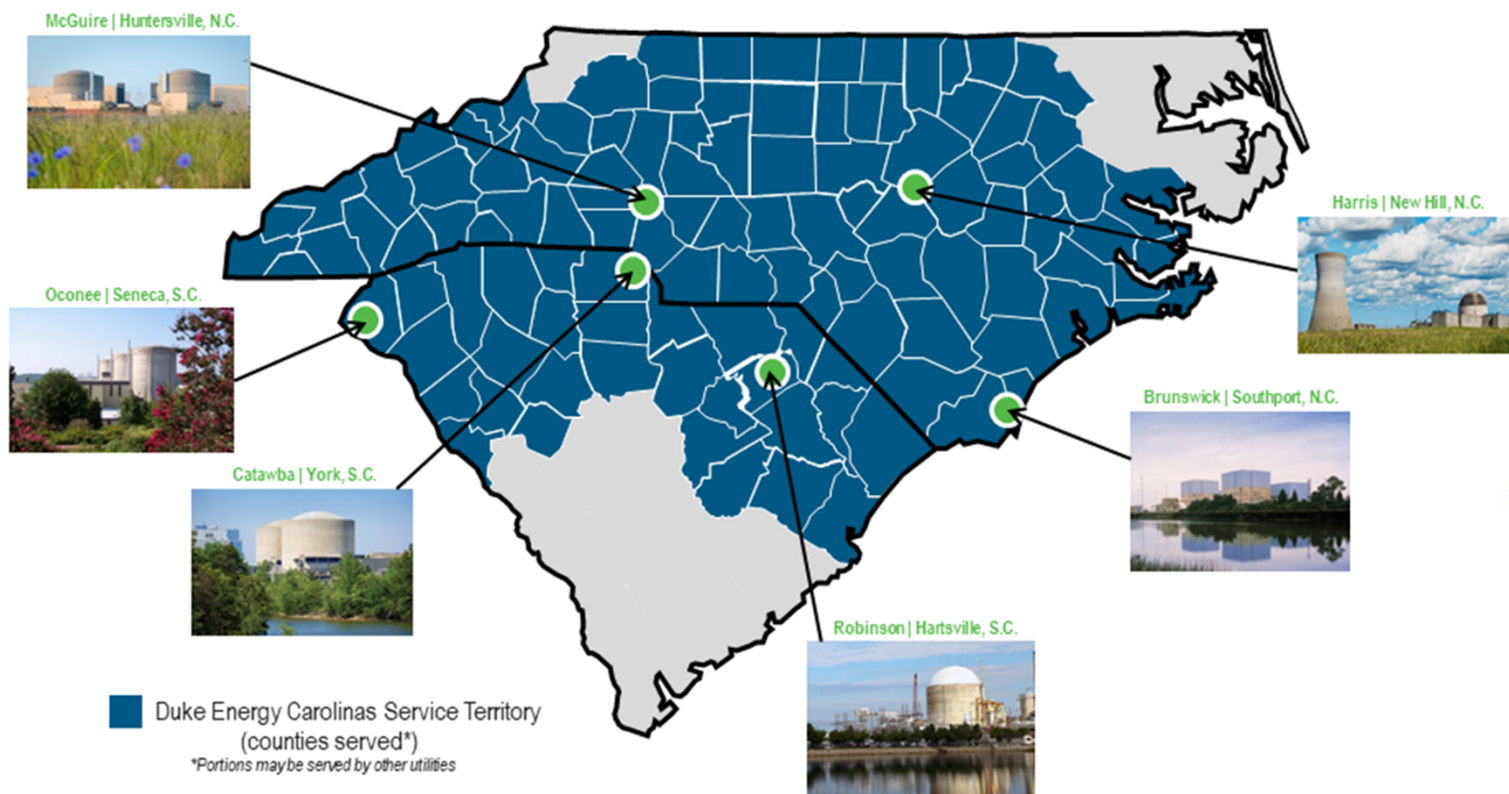 McGuire | Huntersville, N.C.
Harris | New Hill, N.C.
Oconee | Seneca, S.C.
Brunswick | Southport, N.C.
Catawba | York, S.C.
Robinson | Hartsville, S.C.
Duke Energy Carolinas Service Territory
(counties served*)
*Portions may be served by other utilities